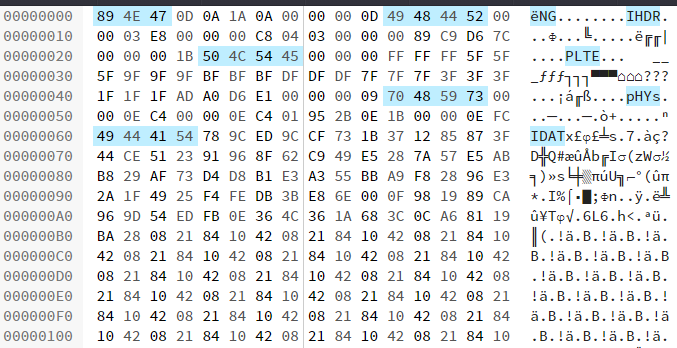 00000000 89 4E 47 0D 0A 1A 0A 00 00 00 0D 49 48 44 52 00 ëNG........IHDR.
00000010 00 03 E8 00 00 00 C8 04 03 00 00 00 89 C9 D6 7C ..Φ...╚.....ë╔╓|
00000020 00 00 00 1B 50 4C 54 45 00 00 00 FF FF FF 5F 5F ....PLTE...   __
00000030 5F 9F 9F 9F BF BF BF DF DF DF 7F 7F 7F 3F 3F 3F _ƒƒƒ┐┐┐▀▀▀⌂⌂⌂???
00000040 1F 1F 1F AD A0 D6 E1 00 00 00 09 70 48 59 73 00 ...¡á╓ß....pHYs.
00000050 00 0E C4 00 00 0E C4 01 95 2B 0E 1B 00 00 0E FC ..─...─.ò+.....ⁿ
00000060 49 44 41 54 78 9C ED 9C CF 73 1B 37 12 85 87 3F IDATx£φ£╧s.7.àç?
00000070 44 CE 51 23 91 96 8F 62 C9 49 E5 28 7A 57 E5 AB D╬Q#æûÅb╔Iσ(zWσ½
00000080 B8 29 AF 73 D4 D8 B1 E3 A3 55 BB A9 F8 28 96 E3 ╕)»s╘╪▒πúU╗⌐°(ûπ
00000090 2A 1F 49 25 F4 FE DB 3B E8 6E 00 0F 98 19 89 CA *.I%⌠■█;Φn..ÿ.ë╩
000000A0 96 9D 54 ED FB 0E 36 4C 36 1A 68 3C 0C A6 81 19 û¥Tφ√.6L6.h<.ªü.
000000B0 BA 28 08 21 84 10 42 08 21 84 10 42 08 21 84 10 ║(.!ä.B.!ä.B.!ä.
000000C0 42 08 21 84 10 42 08 21 84 10 42 08 21 84 10 42 B.!ä.B.!ä.B.!ä.B
000000D0 08 21 84 10 42 08 21 84 10 42 08 21 84 10 42 08 .!ä.B.!ä.B.!ä.B.
000000E0 21 84 10 42 08 21 84 10 42 08 21 84 10 42 08 21 !ä.B.!ä.B.!ä.B.!
000000F0 84 10 42 08 21 84 10 42 08 21 84 10 42 08 21 84 ä.B.!ä.B.!ä.B.!ä
00000100 10 42 08 21 84 10 42 08 21 84 10 42 08 21 84 10 .B.!ä.B.!ä.B.!ä.